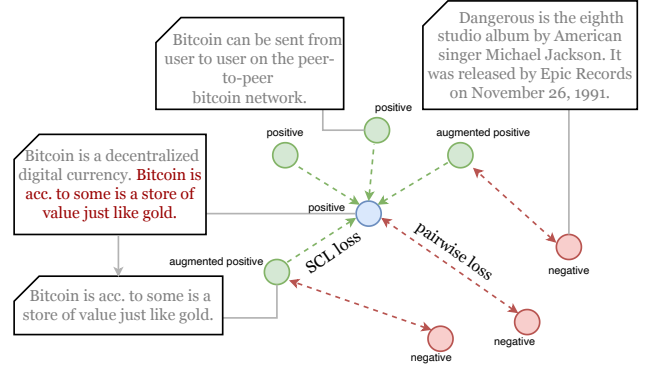 Bitcoin can be sent from
user to user on the peer-
to-peer
bitcoin network.
Dangerous is the eighth
studio album by American
singer Michael Jackson. It
was released by Epic Records
on November 26, 1991.
positive
positive
augmented positive
Bitcoin is a decentralized
digital currency. Bitcoin is
acc. to some is a store of
value just like gold.
positive
SCL loss
pairwise loss
negative
augmented positive
Bitcoin is acc. to some is a
store of value just like gold.
negative
negative